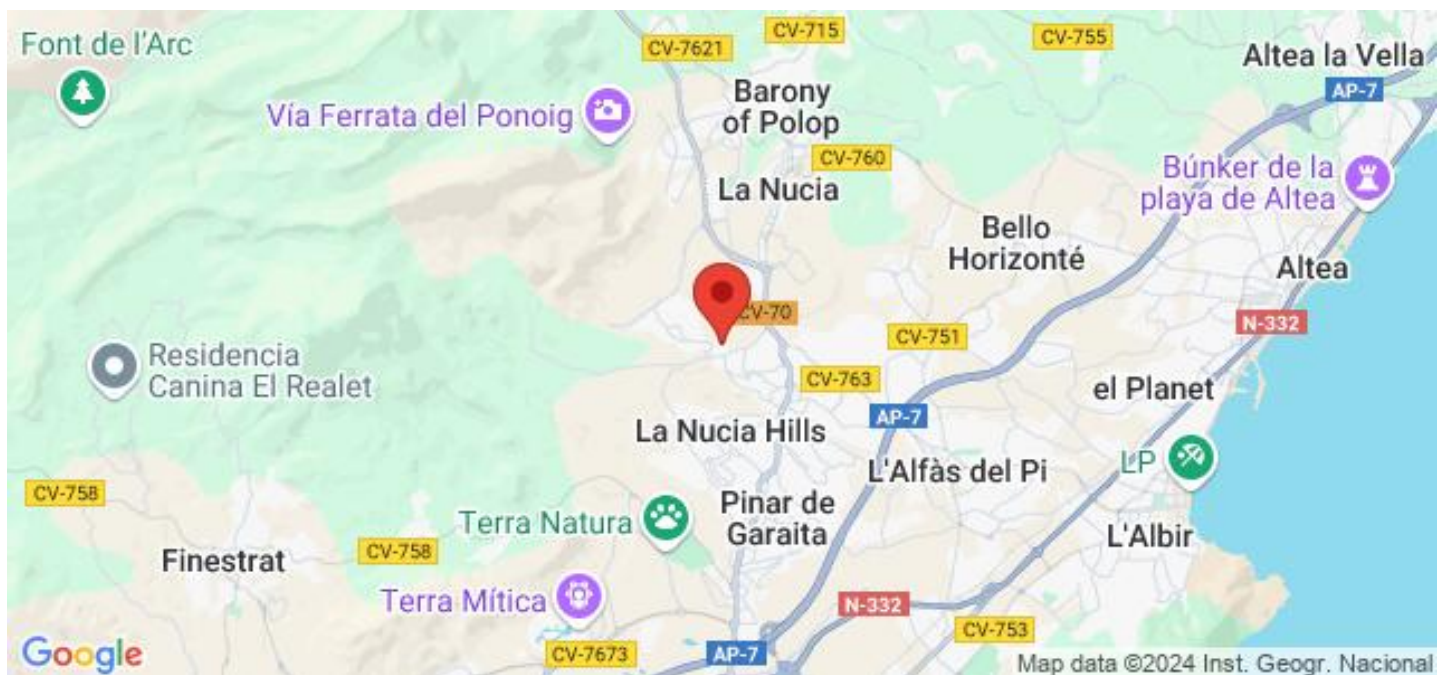 Font de l'Arc
CV-7621
CV-715
CV-755
Altea la Vella
AP-7
Vía Ferrata del Ponoig
Barony
of Polop
CV-760
La Nucia
Búnker de la
playa de Altea
Bello
Horizonté
Altea
CV-70
N-332
CV-751
Residencia
Canina El Realet
CV-763
el Planet
AP-7
La Nucia Hills
L'Alfàs del Pi
LP
CV-758
Terra Natura
Pinar de
Garaita
L'Albir
Finestrat
CV-758
Terra Mítica
N-332
CV-753
Google
CV-7673
AP-7
Map data ©2024 Inst. Geogr. Nacional